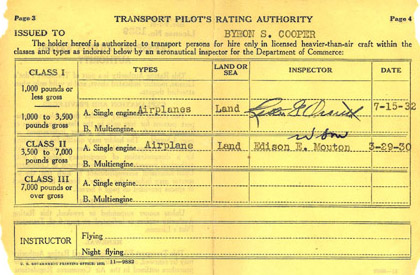 Page 3 TRANSPORT PILOT'S RATING AUTHORITY Page 4
ISSUED TO BYRON S. COOPER
The holder hereof is authorized to transport persons for hire only in licensed heavier-than-air craft within the
classes and types as indorsed below by an aeronautical inspector for the Department of Commerce:
CLASS I TYPES LAND OR SEA INSPECTOR DATE
1,000 pounds or less gross
1,000 to 3,500 pounds gross A. Single engine Airplanes Land 7-15-32
B. Multiengine
CLASS II
3,500 to 7,000 pounds gross A. Single engine Airplane Land Edison E. Mouton 3-29-30
B. Multiengine
CLASS III
7,000 pounds or over gross A. Single engine
B. Multiengine
INSTRUCTOR Flying
Night flying
U. S. GOVERNMENT PRINTING OFFICE: 11—9532